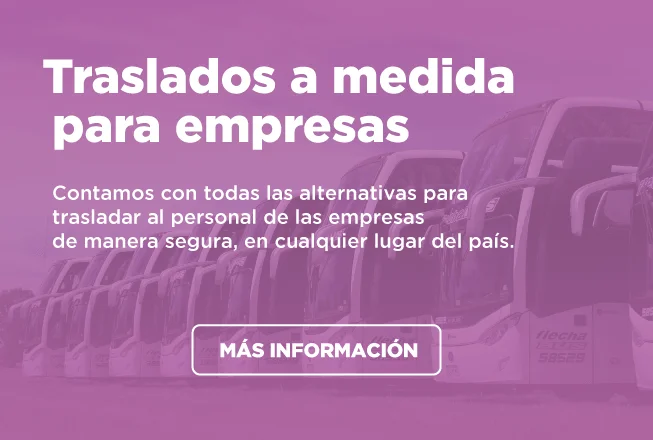 Traslados a medida
para empresas
Contamos con todas las alternativas para
trasladar al personal de las empresas
de manera segura, en cualquier lugar del país.
MÁS INFORMACIÓN
flecha